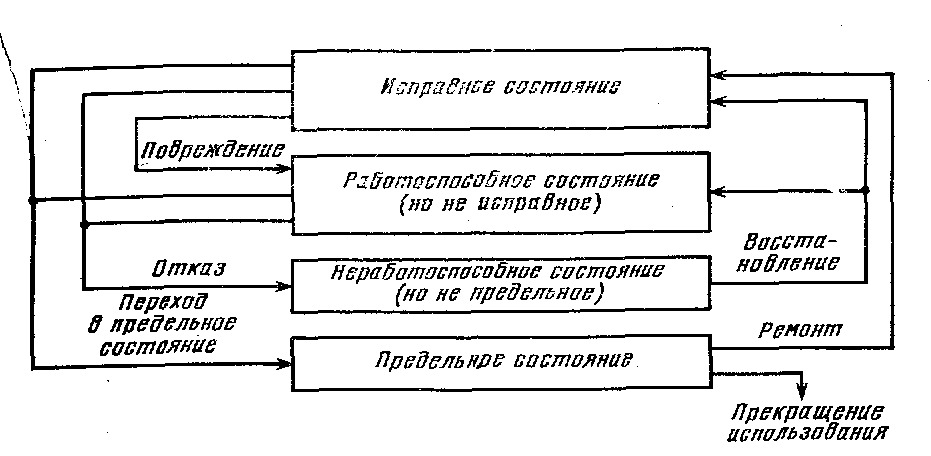 Исправное состояние
Повреждение
Работоспособное состояние
(но не исправное)
Восста-
новление
Отказ
Неработоспособное состояние
(но не предельное)
Переход
в предельное
состояние
Ремонт
Предельное состояние
Прекращение
использования